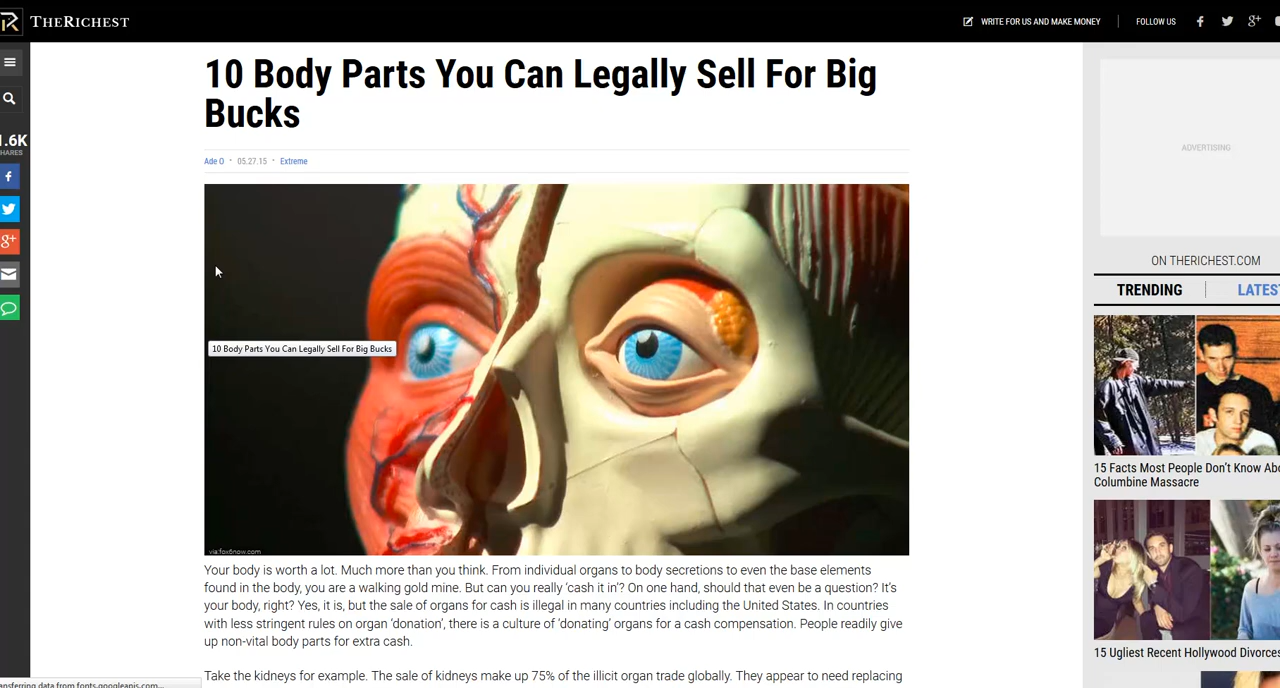 THERICHEST
WRITE FOR US AND MAKE MONEY
FOLLOW US
10 Body Parts You Can Legally Sell For Big
Bucks
1.6K
Ade O • 05.27.15 • Extreme
ADVERTISING
ON THERICHEST.COM
TRENDING
LATES
10 Body Parts You Can Legally Sell For Big Bucks
via:fox6now.com
15 Facts Most People Don't Know Abo
Columbine Massacre
Your body is worth a lot. Much more than you think. From individual organs to body secretions to even the base elements
found in the body, you are a walking gold mine. But can you really 'cash it in'? On one hand, should that even be a question? It's
your body, right? Yes, it is, but the sale of organs for cash is illegal in many countries including the United States. In countries
with less stringent rules on organ 'donation', there is a culture of 'donating' organs for a cash compensation. People readily give
up non-vital body parts for extra cash.
15 Ugliest Recent Hollywood Divorces
Take the kidneys for example. The sale of kidneys make up 75% of the illicit organ trade globally. They appear to need replacing
ansferring data from fonts.googleapis.com...